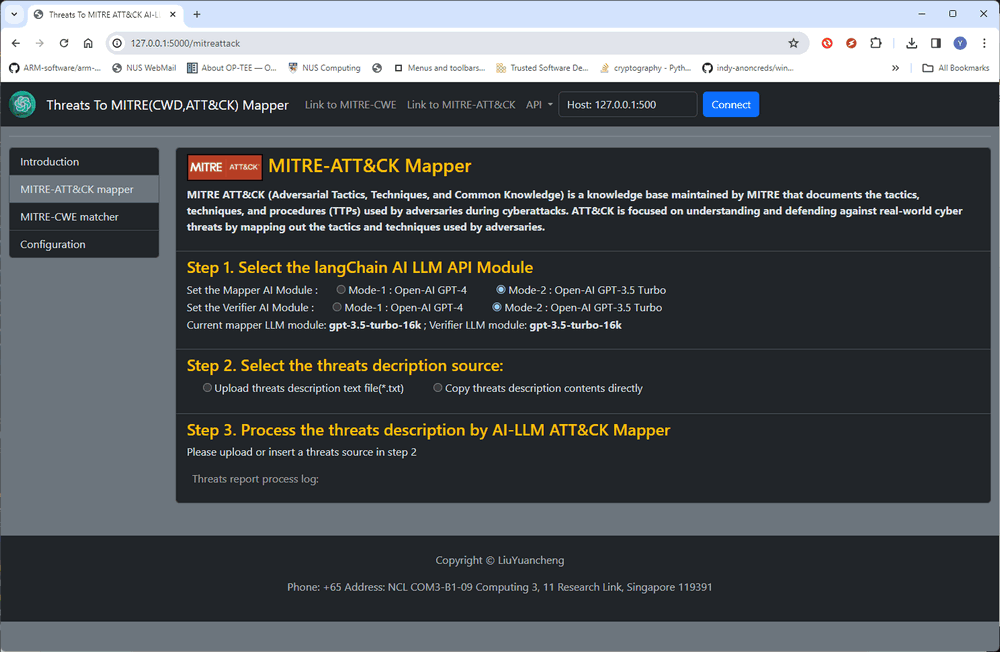 Threats To MITRE ATT&CK AI-L
127.0.0.1:5000/mitreattack
Y
ARM-software/arm-...
NUS WebMail
About OP-TEE — O...
NUS Computing
Menus and toolbars...
Trusted Software De...
cryptography - Pyth...
indy-anoncreds/win...
»
All Bookmarks
Threats To MITRE(CWD,ATT&CK) Mapper
Link to MITRE-CWE
Link to MITRE-ATT&CK
API
Host: 127.0.0.1:500
Connect
Introduction
MITRE-ATT&CK mapper
MITRE-CWE matcher
Configuration
MITRE ATT&CK
MITRE-ATT&CK Mapper
MITRE ATT&CK (Adversarial Tactics, Techniques, and Common Knowledge) is a knowledge base maintained by MITRE that documents the tactics,
techniques, and procedures (TTPs) used by adversaries during cyberattacks. ATT&CK is focused on understanding and defending against real-world cyber
threats by mapping out the tactics and techniques used by adversaries.
Step 1. Select the langChain AI LLM API Module
Set the Mapper AI Module : Mode-1 : Open-AI GPT-4 Mode-2 : Open-AI GPT-3.5 Turbo
Set the Verifier AI Module : Mode-1 : Open-AI GPT-4 Mode-2 : Open-AI GPT-3.5 Turbo
Current mapper LLM module: gpt-3.5-turbo-16k ; Verifier LLM module: gpt-3.5-turbo-16k
Step 2. Select the threats decription source:
Upload threats description text file(*.txt) Copy threats description contents directly
Step 3. Process the threats description by AI-LLM ATT&CK Mapper
Please upload or insert a threats source in step 2
Threats report process log:
Copyright © LiuYuancheng
Phone: +65 Address: NCL COM3-B1-09 Computing 3, 11 Research Link, Singapore 119391